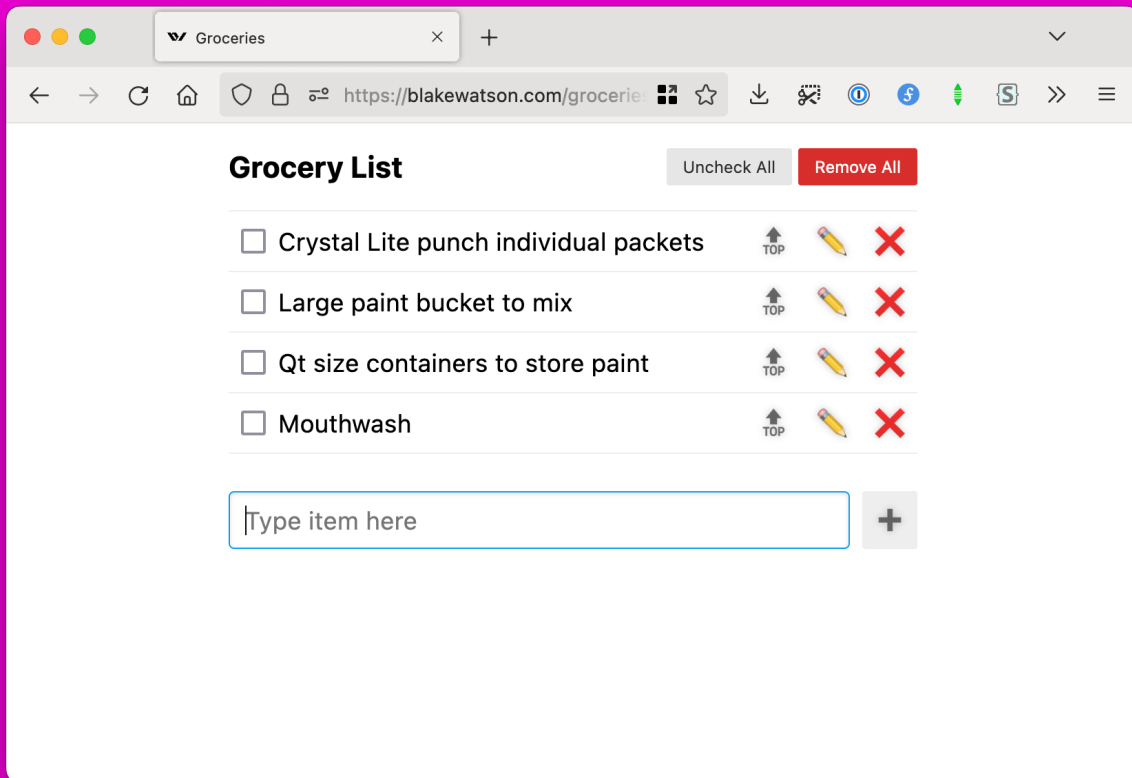 Groceries
https://blakewatson.com/groceries
Grocery List
Uncheck All
Remove All
Crystal Lite punch individual packets
TOP
Large paint bucket to mix
TOP
Qt size containers to store paint
TOP
Mouthwash
TOP
Type item here